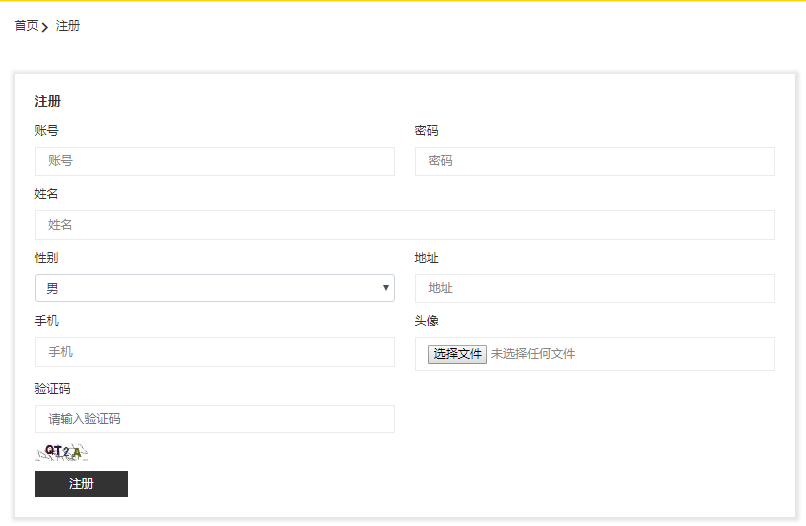 首页 > 注册
注册
账号 密码
账号 密码
姓名
姓名
性别 地址
男 地址
手机 头像
手机 选择文件 未选择任何文件
验证码
请输入验证码
QT2A
注册